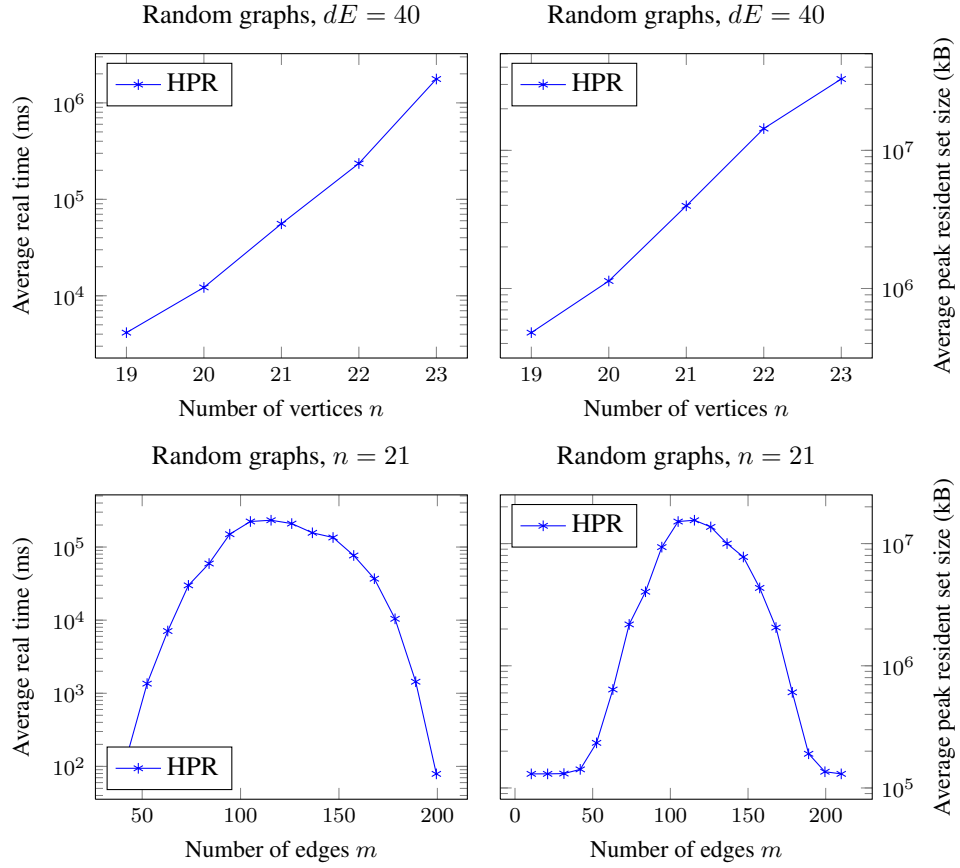 Random graphs, dE = 40
Random graphs, dE = 40
Average real time (ms)
10^6
10^5
10^4
HPR
19 20 21 22 23
Number of vertices n
HPR
10^7
10^6
Average peak resident set size (kB)
19 20 21 22 23
Number of vertices n
Random graphs, n = 21
Random graphs, n = 21
Average real time (ms)
10^5
10^4
10^3
10^2
HPR
50 100 150 200
Number of edges m
HPR
10^7
10^6
10^5
Average peak resident set size (kB)
0 50 100 150 200
Number of edges m